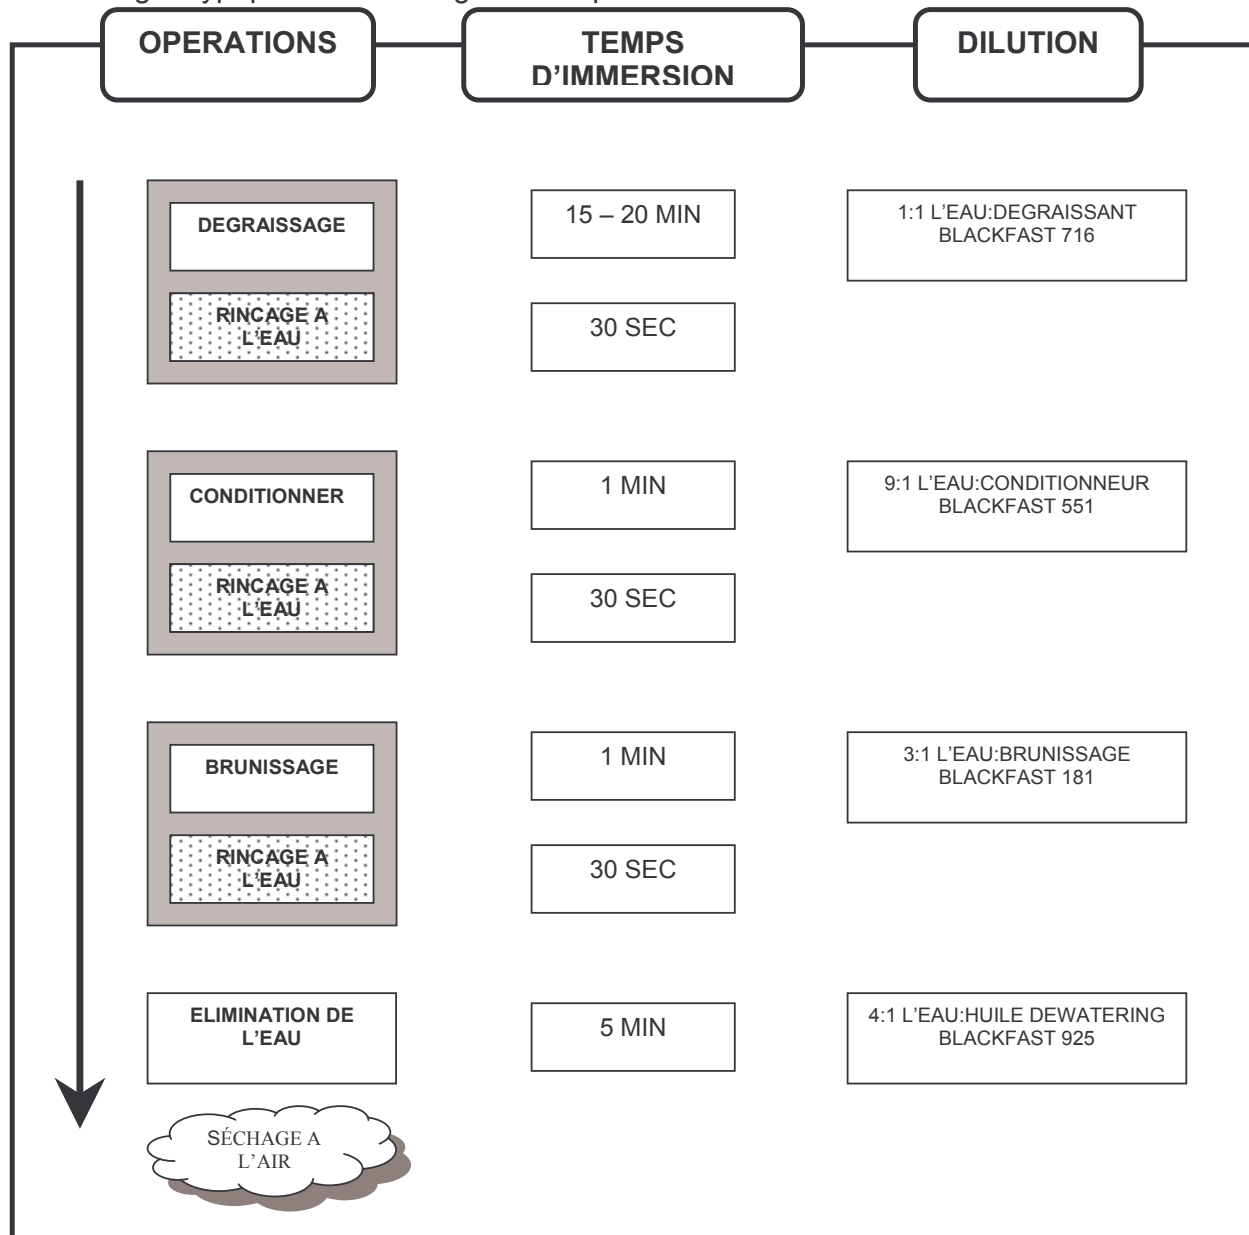 OPERATIONS
TEMPS
D'IMMERSION
DILUTION
DEGRAISSAGE
15 – 20 MIN
1:1 L'EAU:DEGRAISSANT
BLACKFAST 716
RINCAGE A
L'EAU
30 SEC
CONDITIONNER
1 MIN
9:1 L'EAU:CONDITIONNEUR
BLACKFAST 551
RINCAGE A
L'EAU
30 SEC
BRUNISSAGE
1 MIN
3:1 L'EAU:BRUNISSAGE
BLACKFAST 181
RINCAGE A
L'EAU
30 SEC
ELIMINATION DE
L'EAU
5 MIN
4:1 L'EAU:HUILE DEWATERING
BLACKFAST 925
SÉCHAGE A
L'AIR